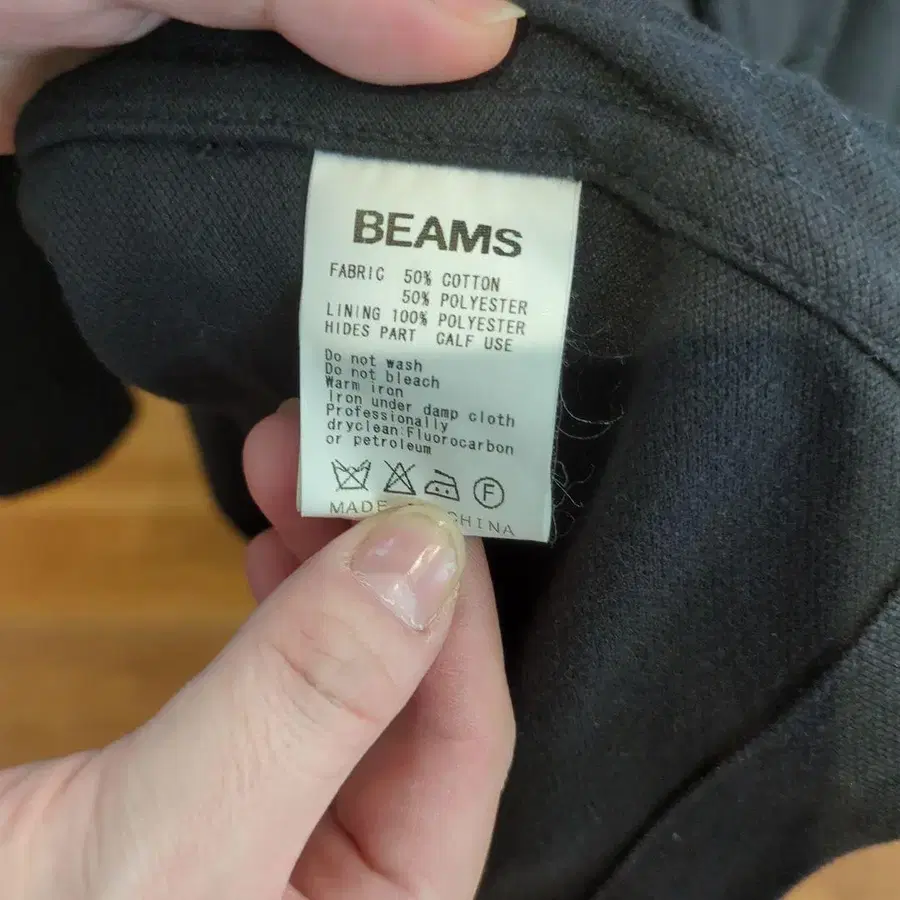 BEAMS
FABRIC 50% COTTON
50% POLYESTER
LINING 100% POLYESTER
HIDES PART GALF USE
Do not wash
Do not bleach
Warm iron
Iron under damp cloth
Professionally
dryclean:Fluorocarbon
or petroleum
F
MADE CHINA